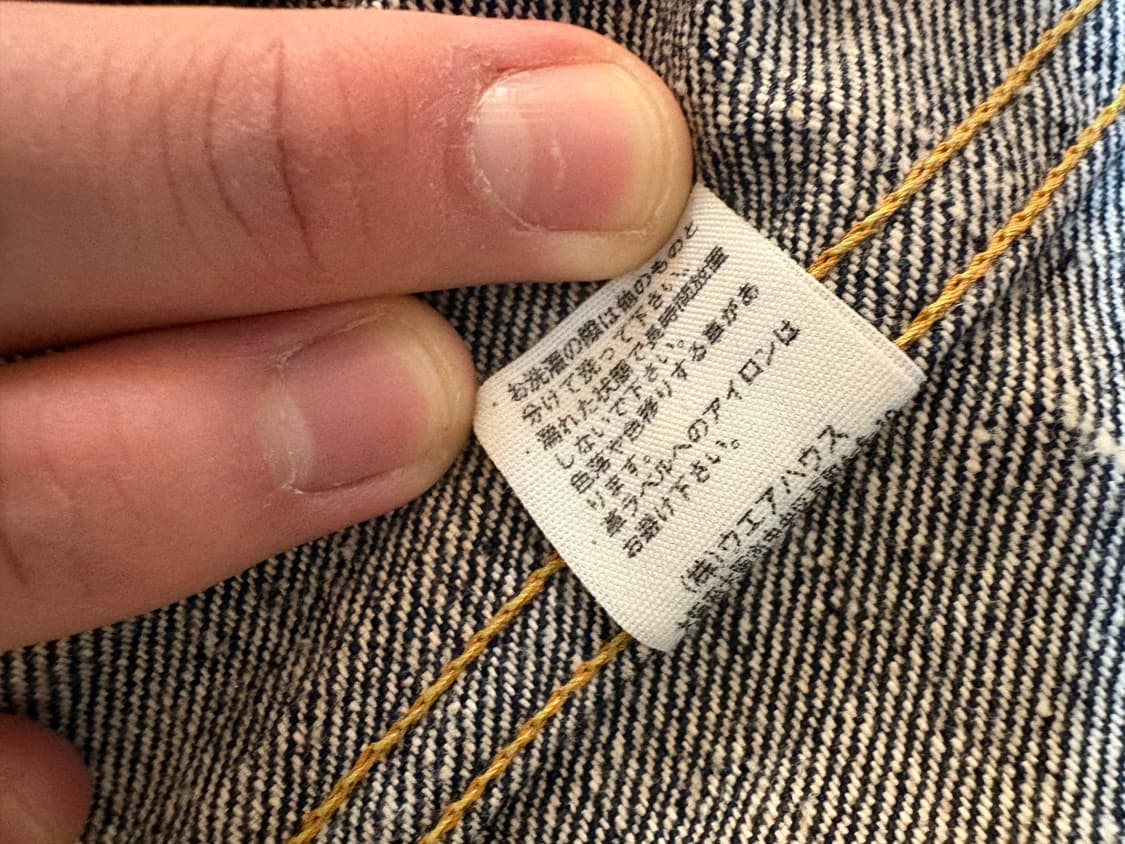 ・お洗濯の際は他のものと
分けて洗って下さい。
・濡れた状態で長時間放置
しないで下さい。
色落や色移りする事があ
ります。
・革ラベルへのアイロンは
お避け下さい。
(株)ウエアハウス